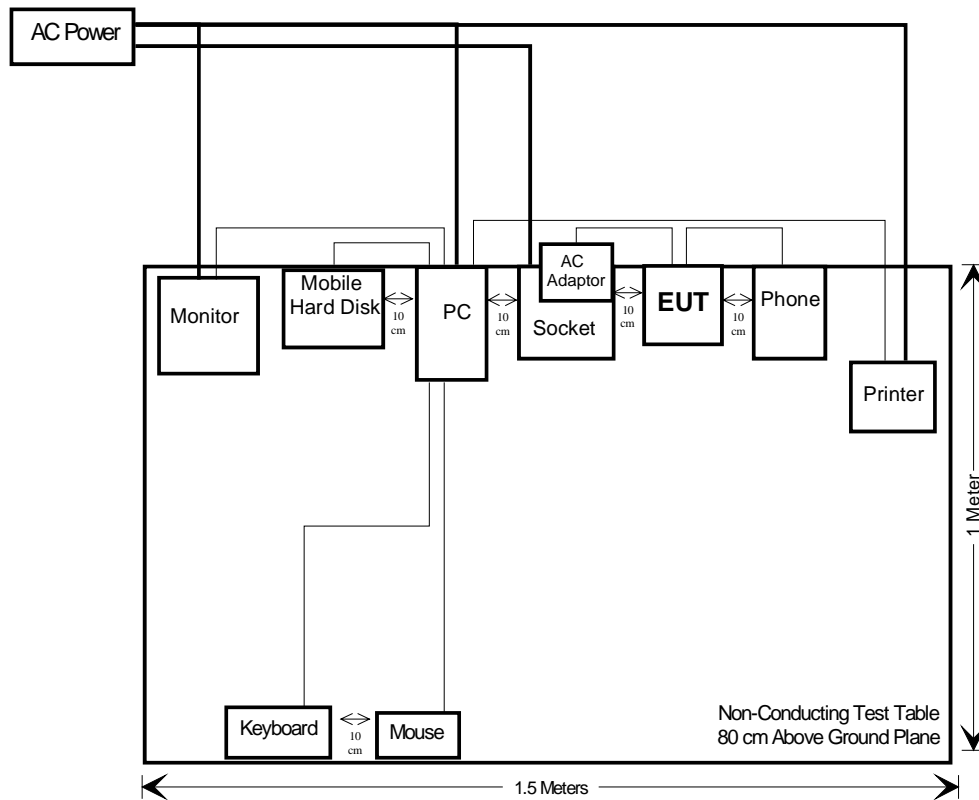 AC Power
AC
Adaptor
Mobile
Hard Disk
Monitor
PC
Socket
EUT
Phone
10
cm
10
cm
10
cm
10
cm
Printer
1 Meter
Keyboard
Mouse
10
cm
Non-Conducting Test Table
80 cm Above Ground Plane
1.5 Meters